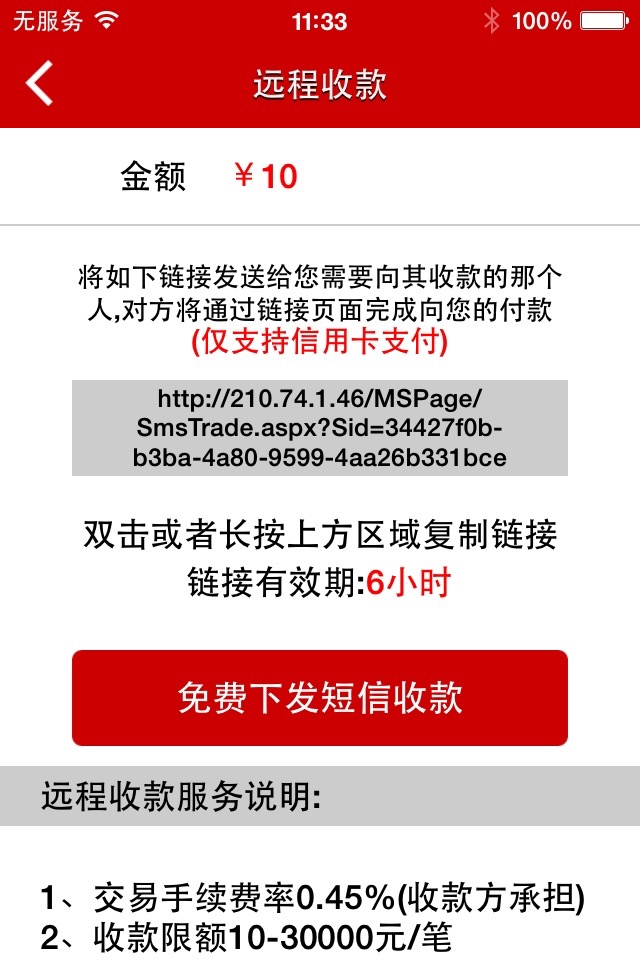 无服务 11:33 100%
远程收款
金额 ￥10
将如下链接发送给您需要向其收款的那个
人,对方将通过链接页面完成向您的付款
(仅支持信用卡支付)
http://210.74.1.46/MSPage/
SmsTrade.aspx?Sid=34427f0b-
b3ba-4a80-9599-4aa26b331bce
双击或者长按上方区域复制链接
链接有效期:6小时
免费下发短信收款
远程收款服务说明:
1、交易手续费率0.45%(收款方承担)
2、收款限额10-30000元/笔